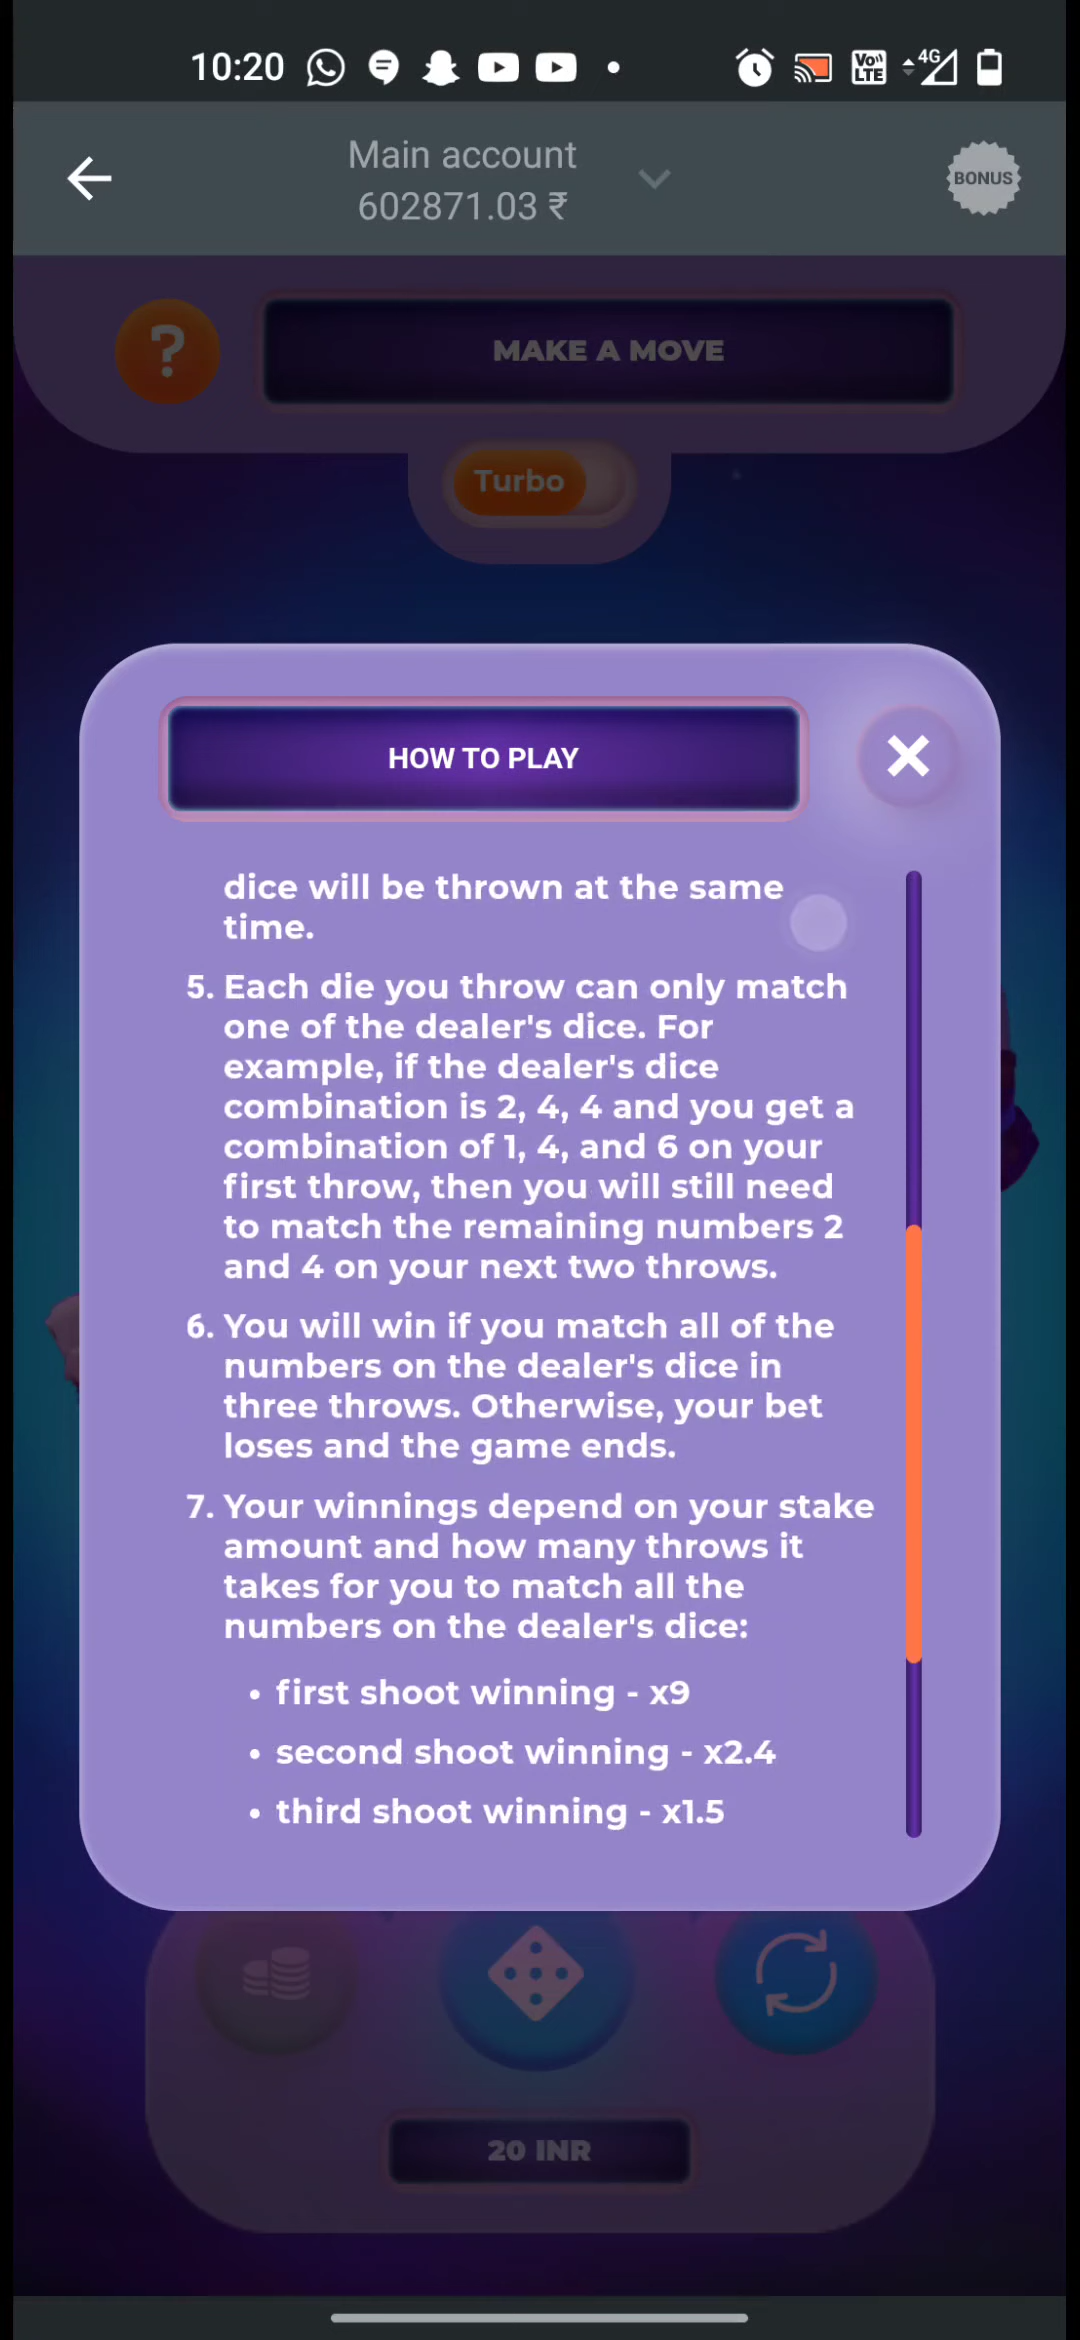 10:20
Vo))
LTE
4G
Main account
602871.03 ₹
BONUS
?
MAKE A MOVE
Turbo
HOW TO PLAY
dice will be thrown at the same
time.
5. Each die you throw can only match
one of the dealer's dice. For
example, if the dealer's dice
combination is 2, 4, 4 and you get a
combination of 1, 4, and 6 on your
first throw, then you will still need
to match the remaining numbers 2
and 4 on your next two throws.
6. You will win if you match all of the
numbers on the dealer's dice in
three throws. Otherwise, your bet
loses and the game ends.
7. Your winnings depend on your stake
amount and how many throws it
takes for you to match all the
numbers on the dealer's dice:
• first shoot winning - x9
• second shoot winning - x2.4
• third shoot winning - x1.5
20 INR